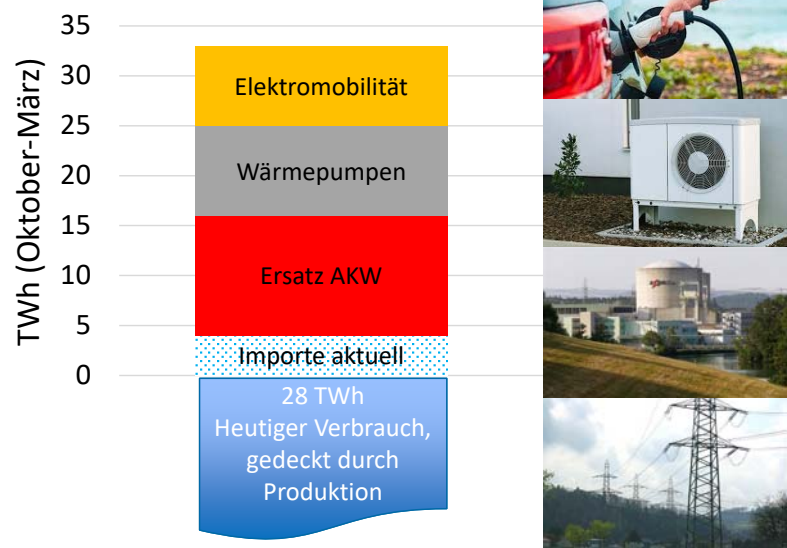 TWh (Oktober-März)
35
30
25
20
15
10
5
0
Elektromobilität
Wärmepumpen
Ersatz AKW
Importe aktuell
28 TWh
Heutiger Verbrauch,
gedeckt durch
Produktion